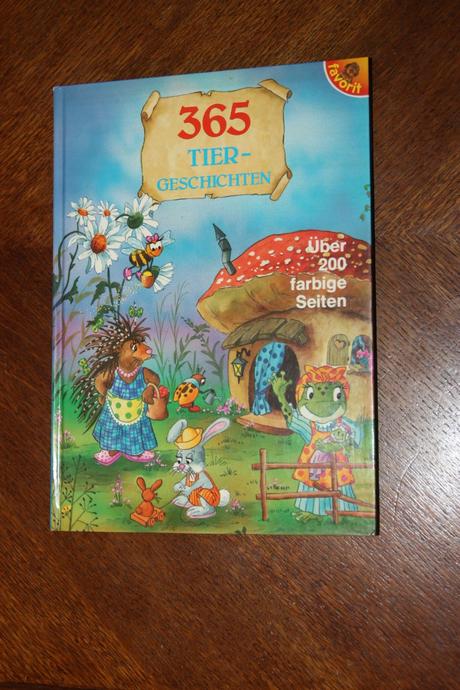 favorit
365
TIER-
GESCHICHTEN
Über
200
farbige
Seiten